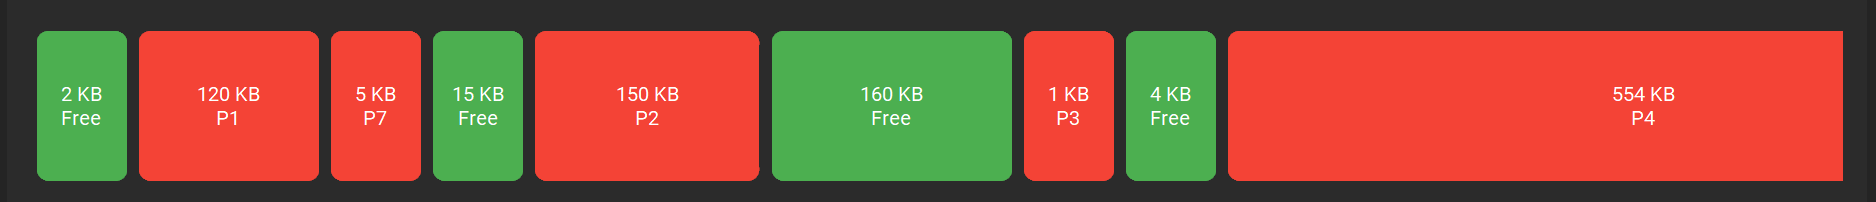 2 KB
Free
120 KB
P1
5 KB
P7
15 KB
Free
150 KB
P2
160 KB
Free
1 KB
P3
4 KB
Free
554 KB
P4